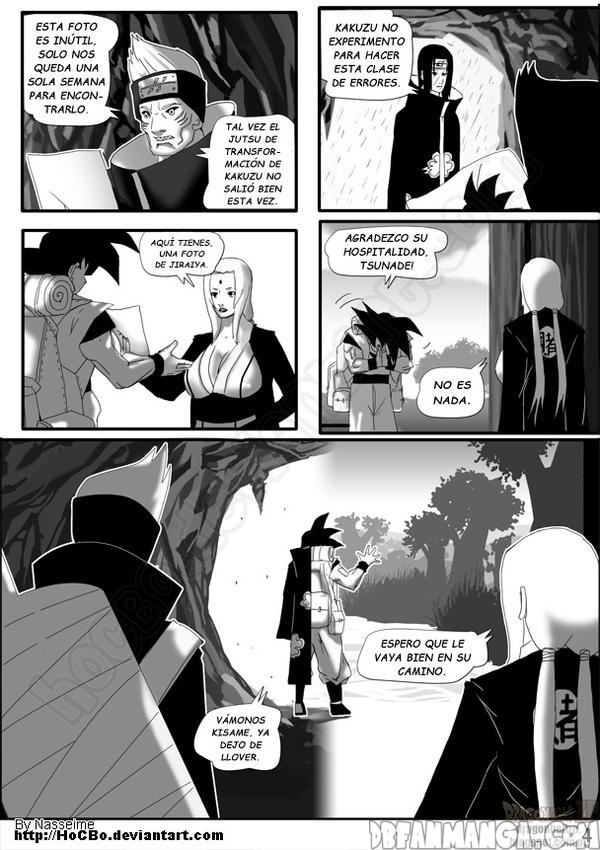 ESTA FOTO
ES INÚTIL,
SOLO NOS
QUEDA UNA
SOLA SEMANA
PARA ENCON-
TRARLO.
TAL VEZ EL
JUTSU DE
TRANSFOR-
MACIÓN DE
KAKUZU NO
SALIÓ BIEN
ESTA VEZ.
KAKUZU NO
EXPERIMENTO
PARA HACER
ESTA CLASE
DE ERRORES.
AQUÍ TIENES,
UNA FOTO
DE JIRAIYA.
AGRADEZCO SU
HOSPITALIDAD,
TSUNADE!
NO ES
NADA.
ESPERO QUE LE
VAYA BIEN EN SU
CAMINO.
VÁMONOS
KISAME, YA
DEJO DE
LLOVER.
By Nasselme
http://HoCBo.deviantart.com
DBFANMANGA.COM
4